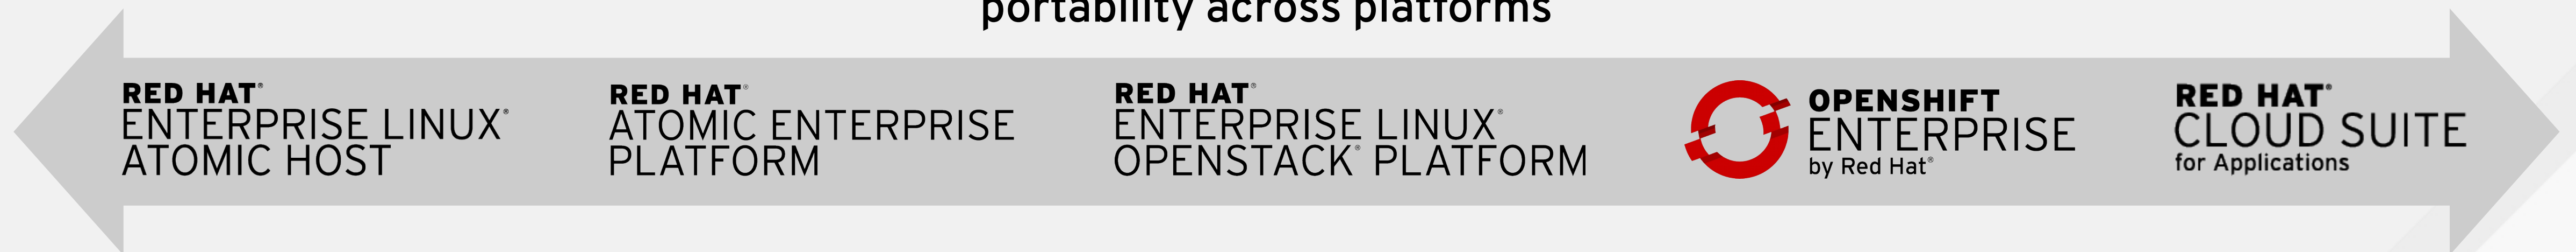 portability across platforms
RED HAT®
ENTERPRISE LINUX®
ATOMIC HOST
RED HAT®
ATOMIC ENTERPRISE
PLATFORM
RED HAT®
ENTERPRISE LINUX®
OPENSTACK® PLATFORM
OPENSHIFT
ENTERPRISE
by Red Hat®
RED HAT®
CLOUD SUITE
for Applications